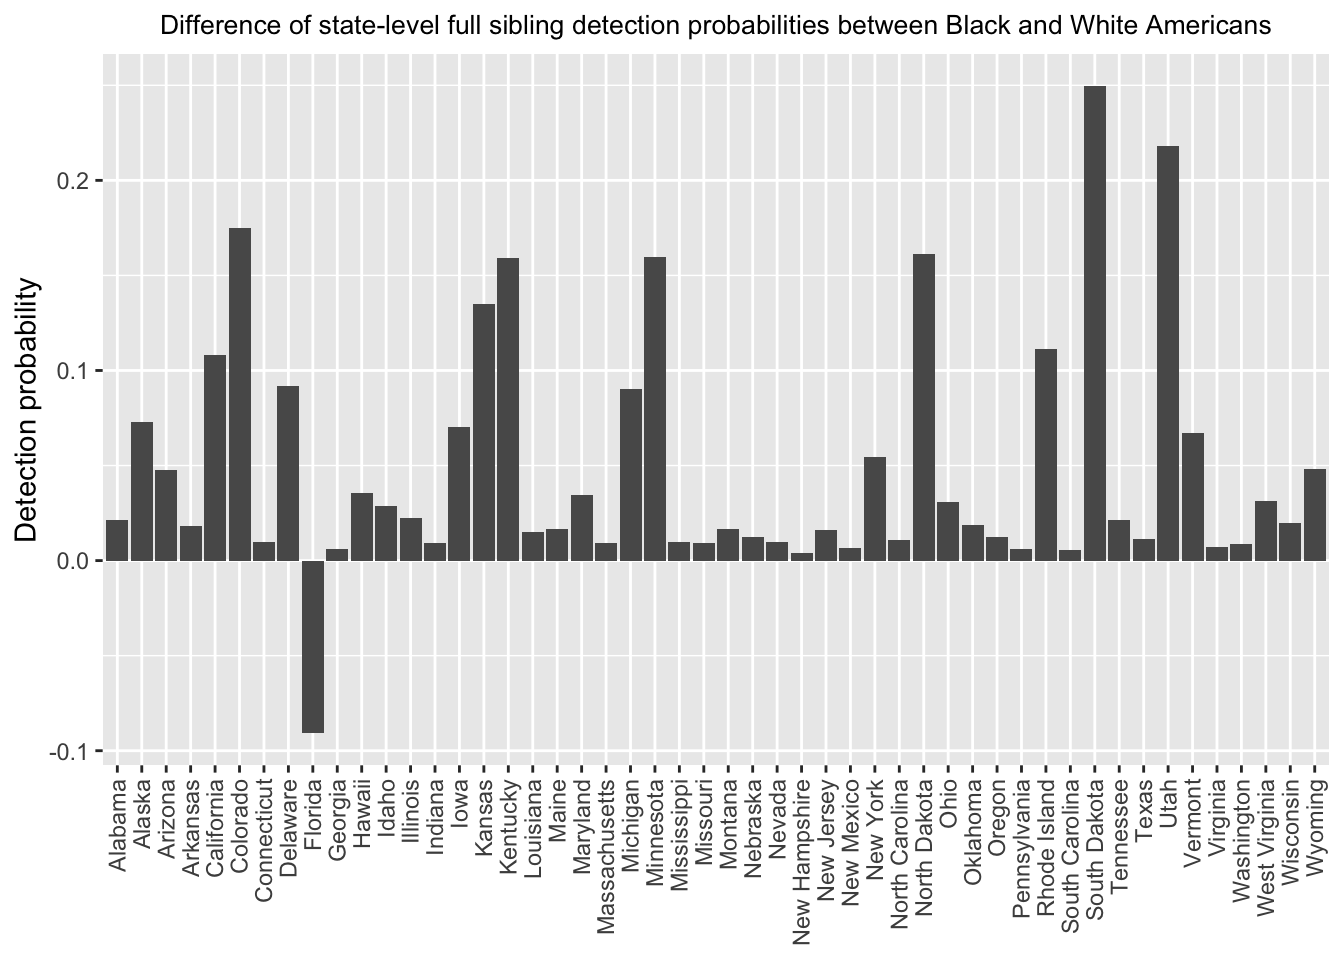 Difference of state-level full sibling detection probabilities between Black and White Americans
Detection probability
0.2
0.1
0.0
-0.1
Alabama
Alaska
Arizona
Arkansas
California
Colorado
Connecticut
Delaware
Florida
Georgia
Hawaii
Idaho
Illinois
Indiana
Iowa
Kansas
Kentucky
Louisiana
Maine
Maryland
Massachusetts
Michigan
Minnesota
Mississippi
Missouri
Montana
Nebraska
Nevada
New Hampshire
New Jersey
New Mexico
New York
North Carolina
North Dakota
Ohio
Oklahoma
Oregon
Pennsylvania
Rhode Island
South Carolina
South Dakota
Tennessee
Texas
Utah
Vermont
Virginia
Washington
West Virginia
Wisconsin
Wyoming